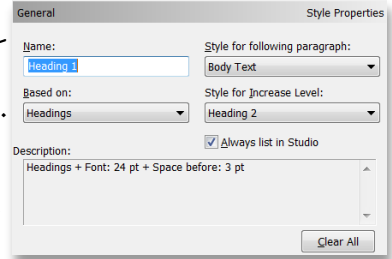 General Style Properties
Name: Style for following paragraph:
Heading 1 Body Text
Based on: Style for Increase Level:
Headings Heading 2
Always list in Studio
Description:
Headings + Font: 24 pt + Space before: 3 pt
Clear All